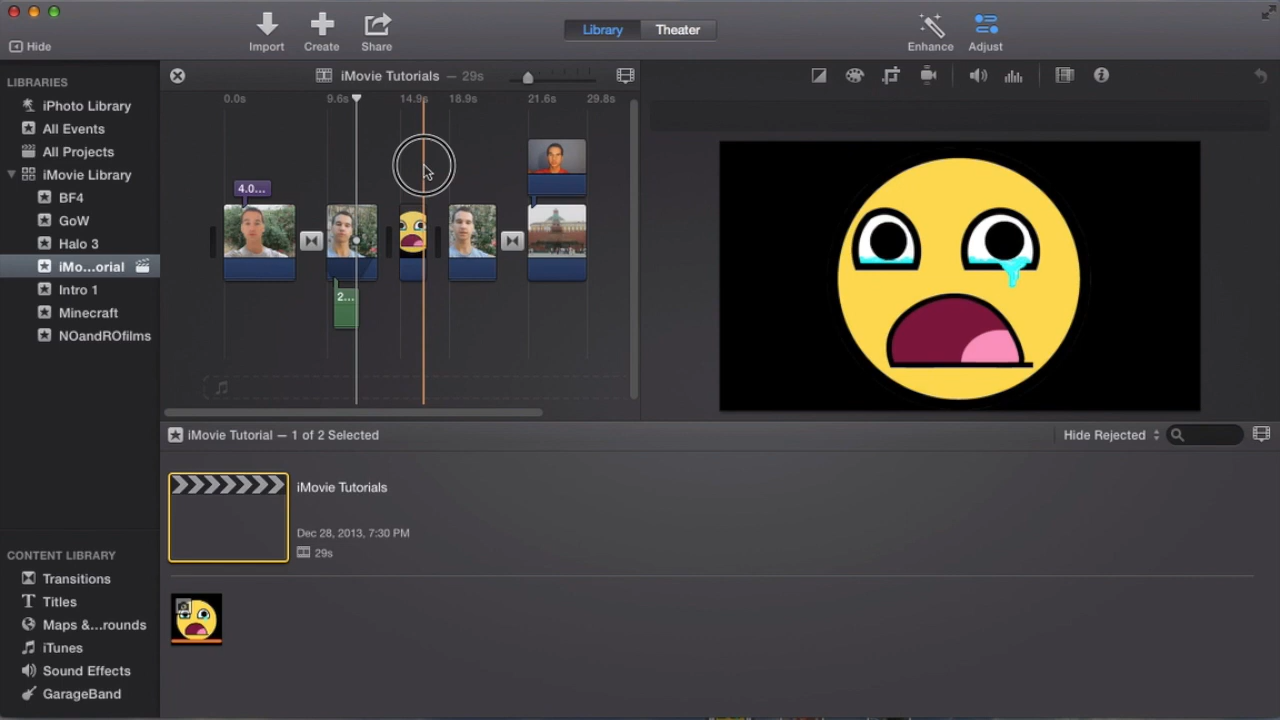 Hide
Import
Create
Share
Library
Theater
Enhance
Adjust
LIBRARIES
iPhoto Library
All Events
All Projects
iMovie Library
BF4
GoW
Halo 3
iMo...orial
Intro 1
Minecraft
NOandROfilms
CONTENT LIBRARY
Transitions
Titles
Maps &...rounds
iTunes
Sound Effects
GarageBand
iMovie Tutorials — 29s
0.0s 9.6s 14.9s 18.9s 21.6s 29.8s
4.0...
2...
iMovie Tutorial — 1 of 2 Selected
Hide Rejected
iMovie Tutorials
Dec 28, 2013, 7:30 PM
29s